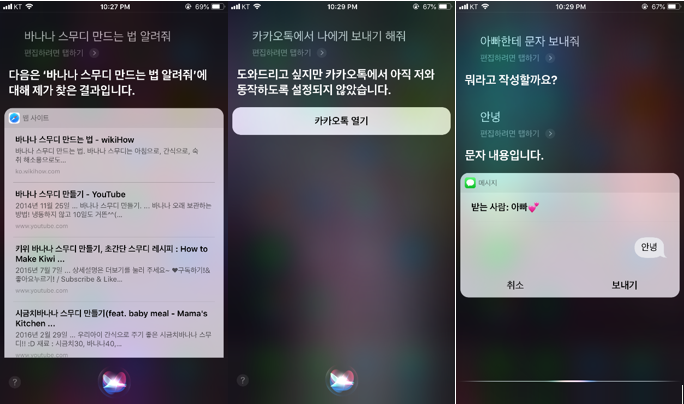 KT 10:27 PM 69%
바나나 스무디 만드는 법 알려줘
편집하려면 탭하기
다음은 ‘바나나 스무디 만드는 법 알려줘’에
대해 제가 찾은 결과입니다.
웹 사이트
바나나 스무디 만드는 법 - wikiHow
바나나 스무디 만드는 법. 바나나 스무디는 아침으로, 간식으로, 숙
취 해소용으로도...
ko.wikihow.com
바나나 스무디 만들기 - YouTube
2014년 11월 26일 ... 바나나 스무디 만들기. ... 바나나 오래 보관하는
방법! 냉동하지 않고 10일도 거뜬^^(...
www.youtube.com
키위 바나나 스무디 만들기, 초간단 스무디 레시피 : How to
Make Kiwi ...
2015년 7월 7일 ... 상세설명은 더보기를 눌러 주세요~ ♥구독하기!&
좋아요누르기! / Subscribe & Like...
www.youtube.com
시금치바나나 스무디 만들기(feat. baby meal - Mama's
Kitchen ...
2016년 2월 29일 ... 우리아이 간식으로 주기 좋은 시금치바나나 스무
디!! :D 재료 : 시금치30, 바나나40,...
www.youtube.com
?
KT 10:29 PM 67%
카카오톡에서 나에게 보내기 해줘
편집하려면 탭하기
도와드리고 싶지만 카카오톡에서 아직 저와
동작하도록 설정되지 않았습니다.
카카오톡 열기
?
KT 10:29 PM 67%
아빠한테 문자 보내줘
편집하려면 탭하기
뭐라고 작성할까요?
안녕
편집하려면 탭하기
문자 내용입니다.
메시지
받는 사람: 아빠💕
안녕
취소 보내기